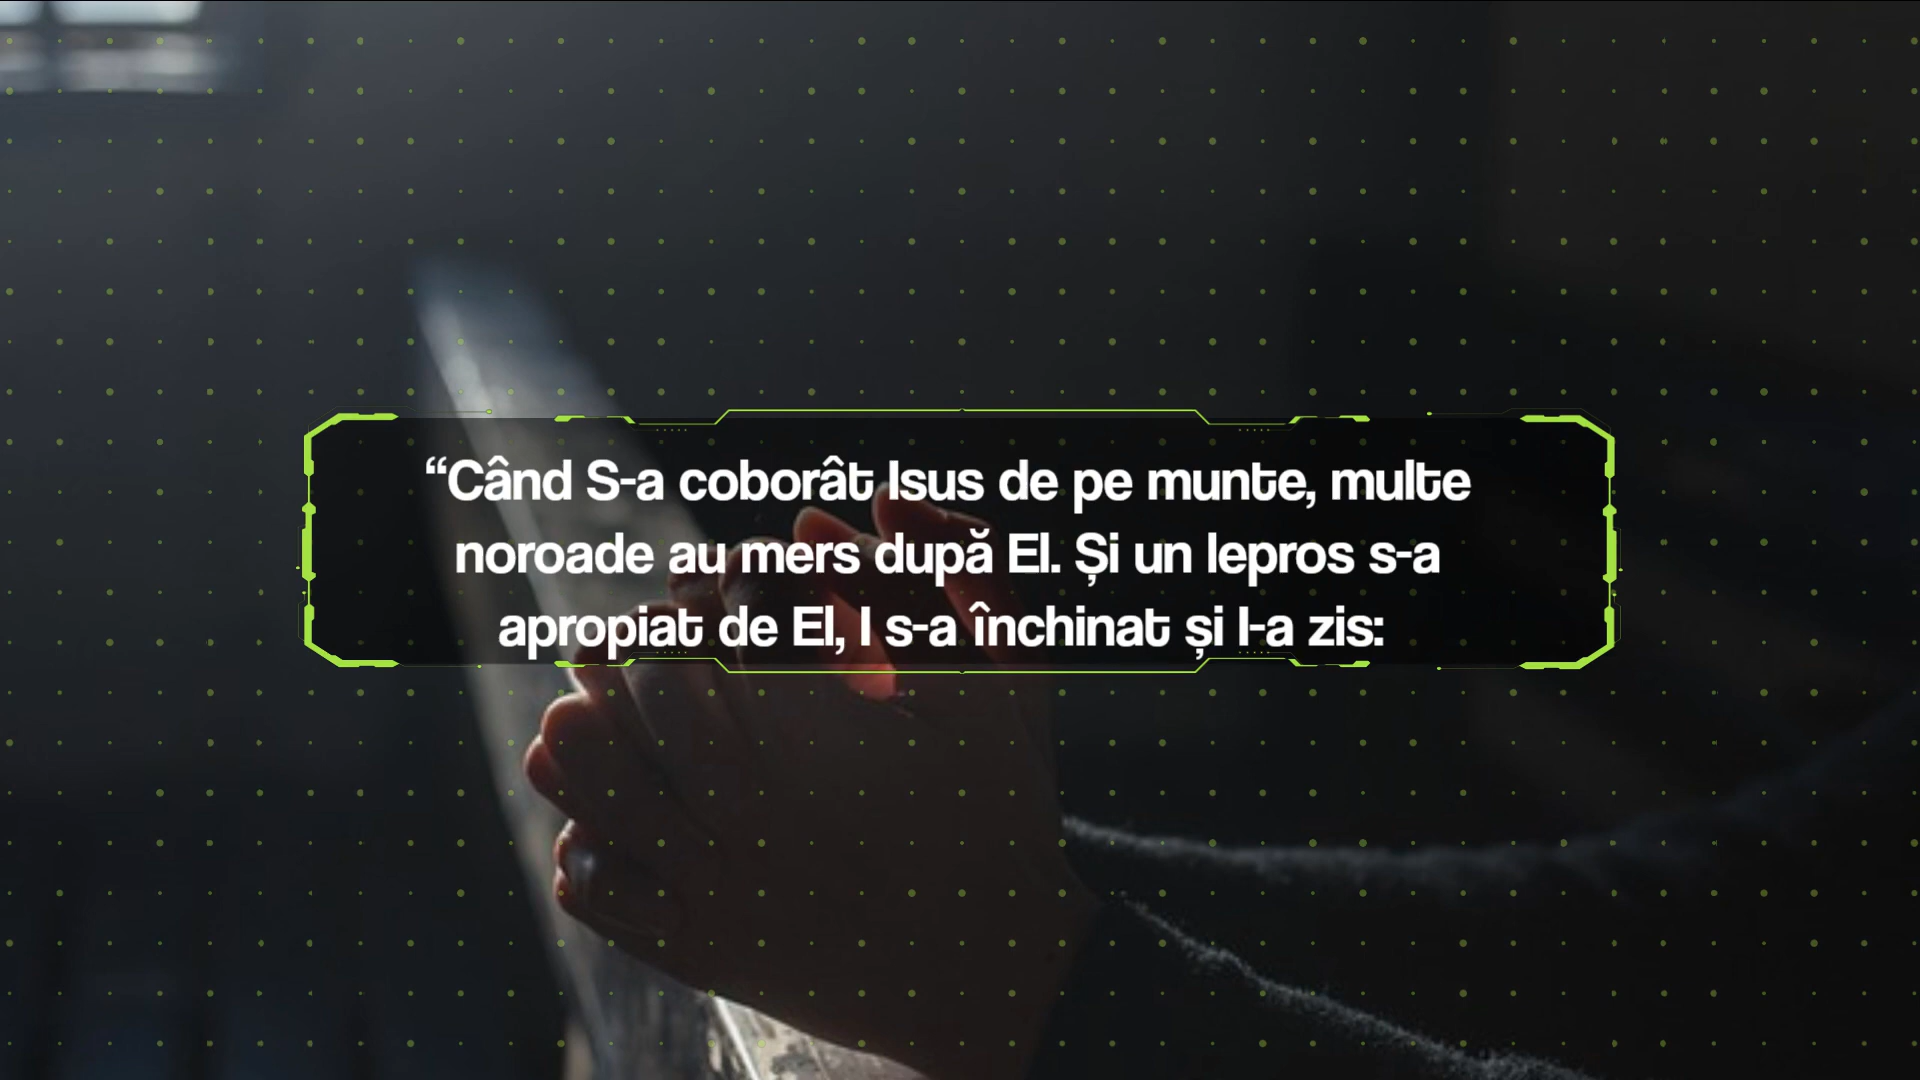 “Când S-a coborât Isus de pe munte, multe
noroade au mers după El. Și un lepros s-a
apropiat de El, I s-a închinat și I-a zis: